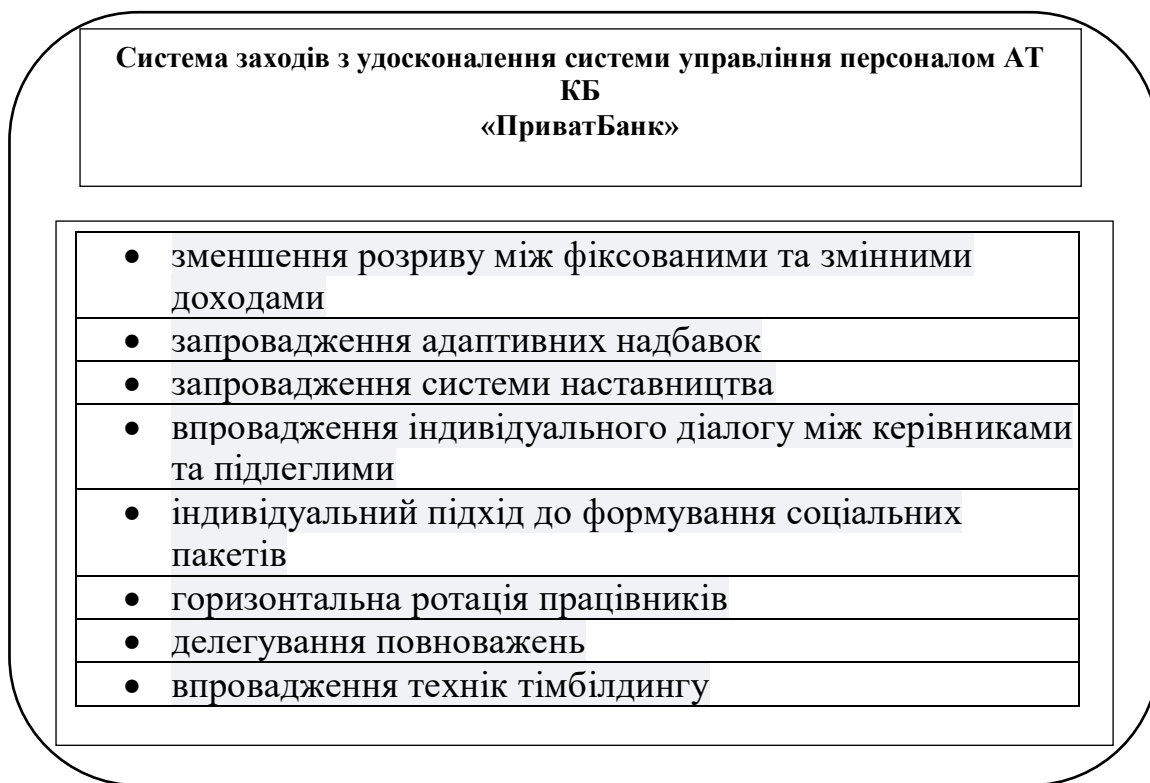 Система заходів з удосконалення системи управління персоналом АТ
КБ
«ПриватБанк»
• зменшення розриву між фіксованими та змінними
доходами
• запровадження адаптивних надбавок
• запровадження системи наставництва
• впровадження індивідуального діалогу між керівниками
та підлеглими
• індивідуальний підхід до формування соціальних
пакетів
• горизонтальна ротація працівників
• делегування повноважень
• впровадження технік тімбілдингу